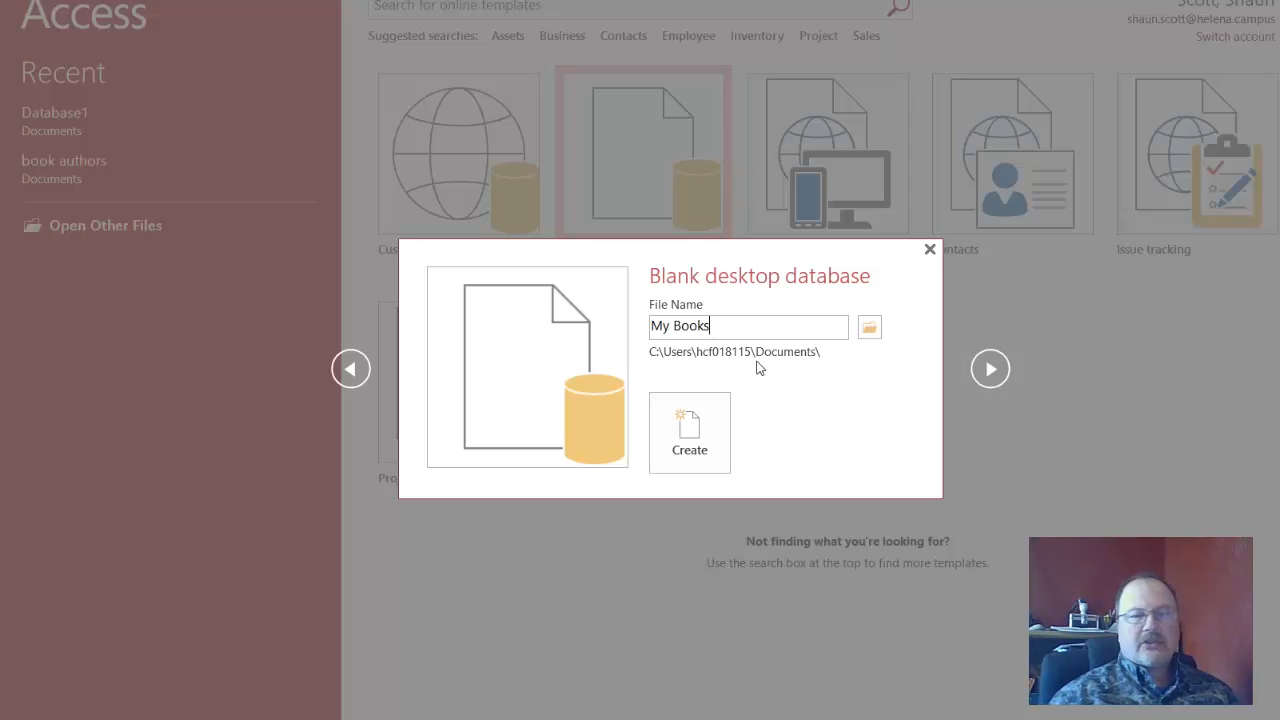 Access
Recent
Database1
Documents
book authors
Documents
Open Other Files
Search for online templates
Scott, Shaun
shaun.scott@helena.campus
Switch account
Suggested searches: Assets Business Contacts Employee Inventory Project Sales
Issue tracking
Blank desktop database
File Name
My Books
C:\Users\hcf018115\Documents\
Create
Not finding what you're looking for?
Use the search box at the top to find more templates.